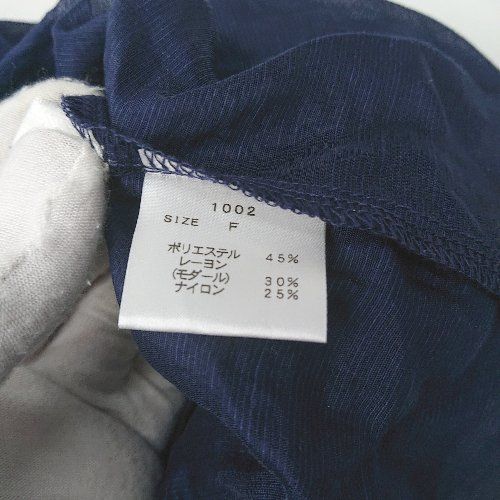 1002
SIZE F
ポリエステル 45%
レーヨン
(モダール) 30%
ナイロン 25%